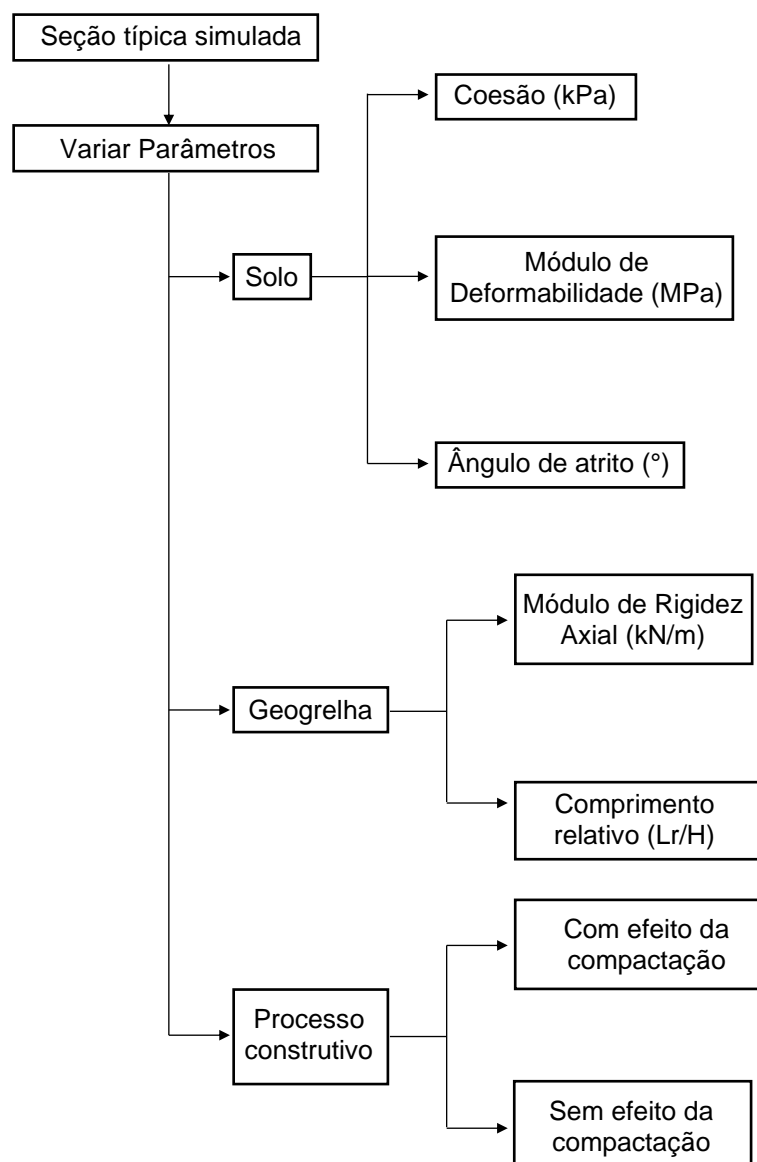 Seção típica simulada
Variar Parâmetros
Solo
Coesão (kPa)
Módulo de
Deformabilidade (MPa)
Ângulo de atrito (°)
Geogrelha
Módulo de Rigidez
Axial (kN/m)
Comprimento
relativo (Lr/H)
Processo
construtivo
Com efeito da
compactação
Sem efeito da
compactação